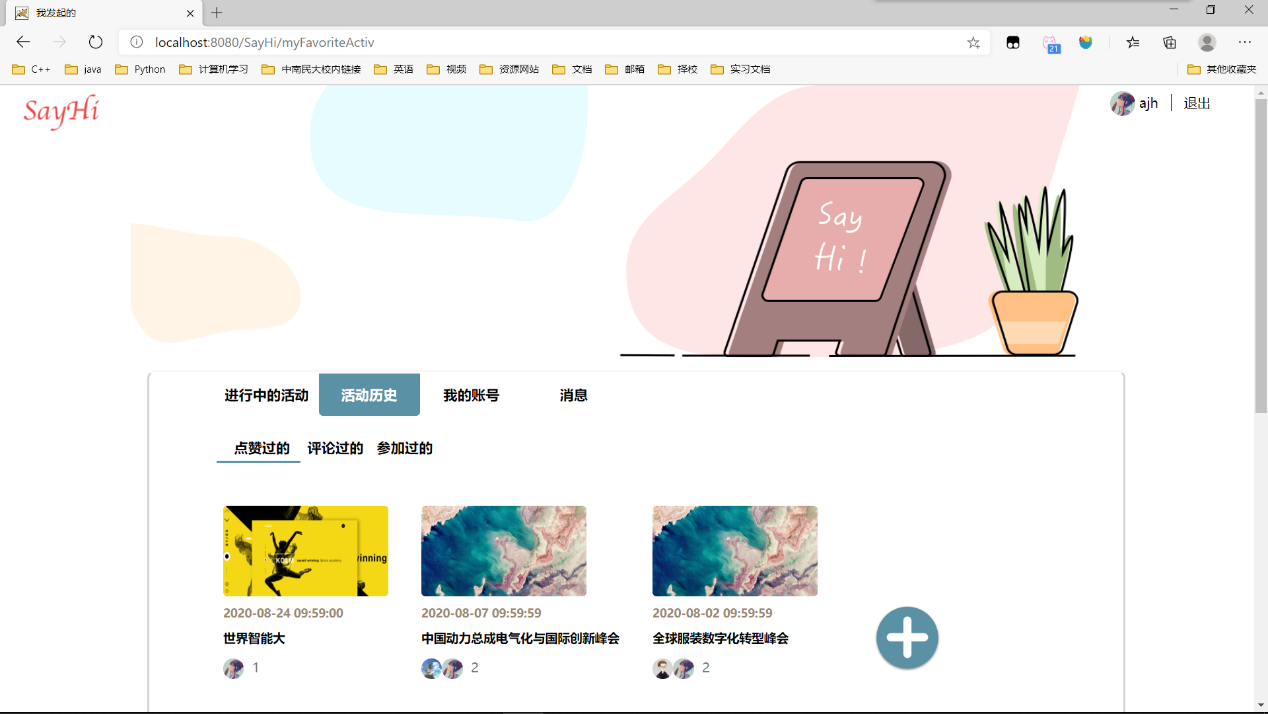 我发起的
localhost:8080/SayHi/myFavoriteActiv
21
C++ java Python 计算机学习 中南民大校内链接 英语 视频 资源网站 文档 邮箱 择校 实习文档 其他收藏夹
SayHi
ajh 退出
Say
Hi !
进行中的活动 活动历史 我的账号 消息
点赞过的 评论过的 参加过的
winning
2020-08-24 09:59:00 2020-08-07 09:59:59 2020-08-02 09:59:59
世界智能大 中国动力总成电气化与国际创新峰会 全球服装数字化转型峰会
1 2 2